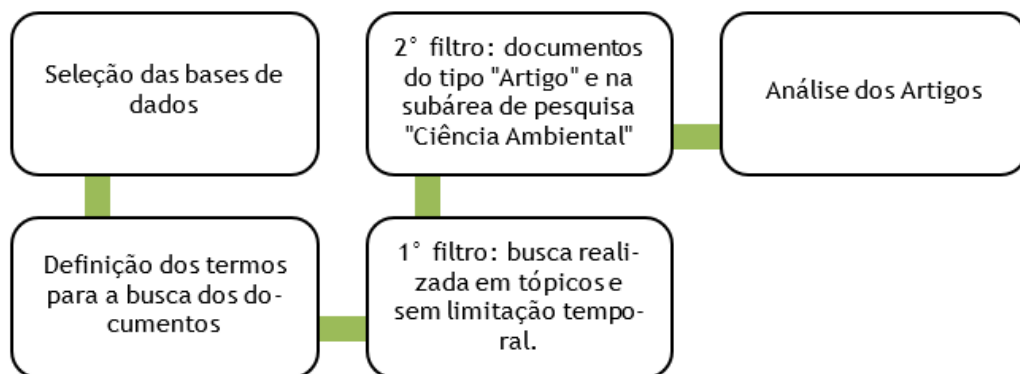 Seleção das bases de
dados
Definição dos termos
para a busca dos do-
cumentos
1° filtro: busca reali-
zada em tópicos e
sem limitação tempo-
ral.
2° filtro: documentos
do tipo "Artigo" e na
subárea de pesquisa
"Ciência Ambiental"
Análise dos Artigos